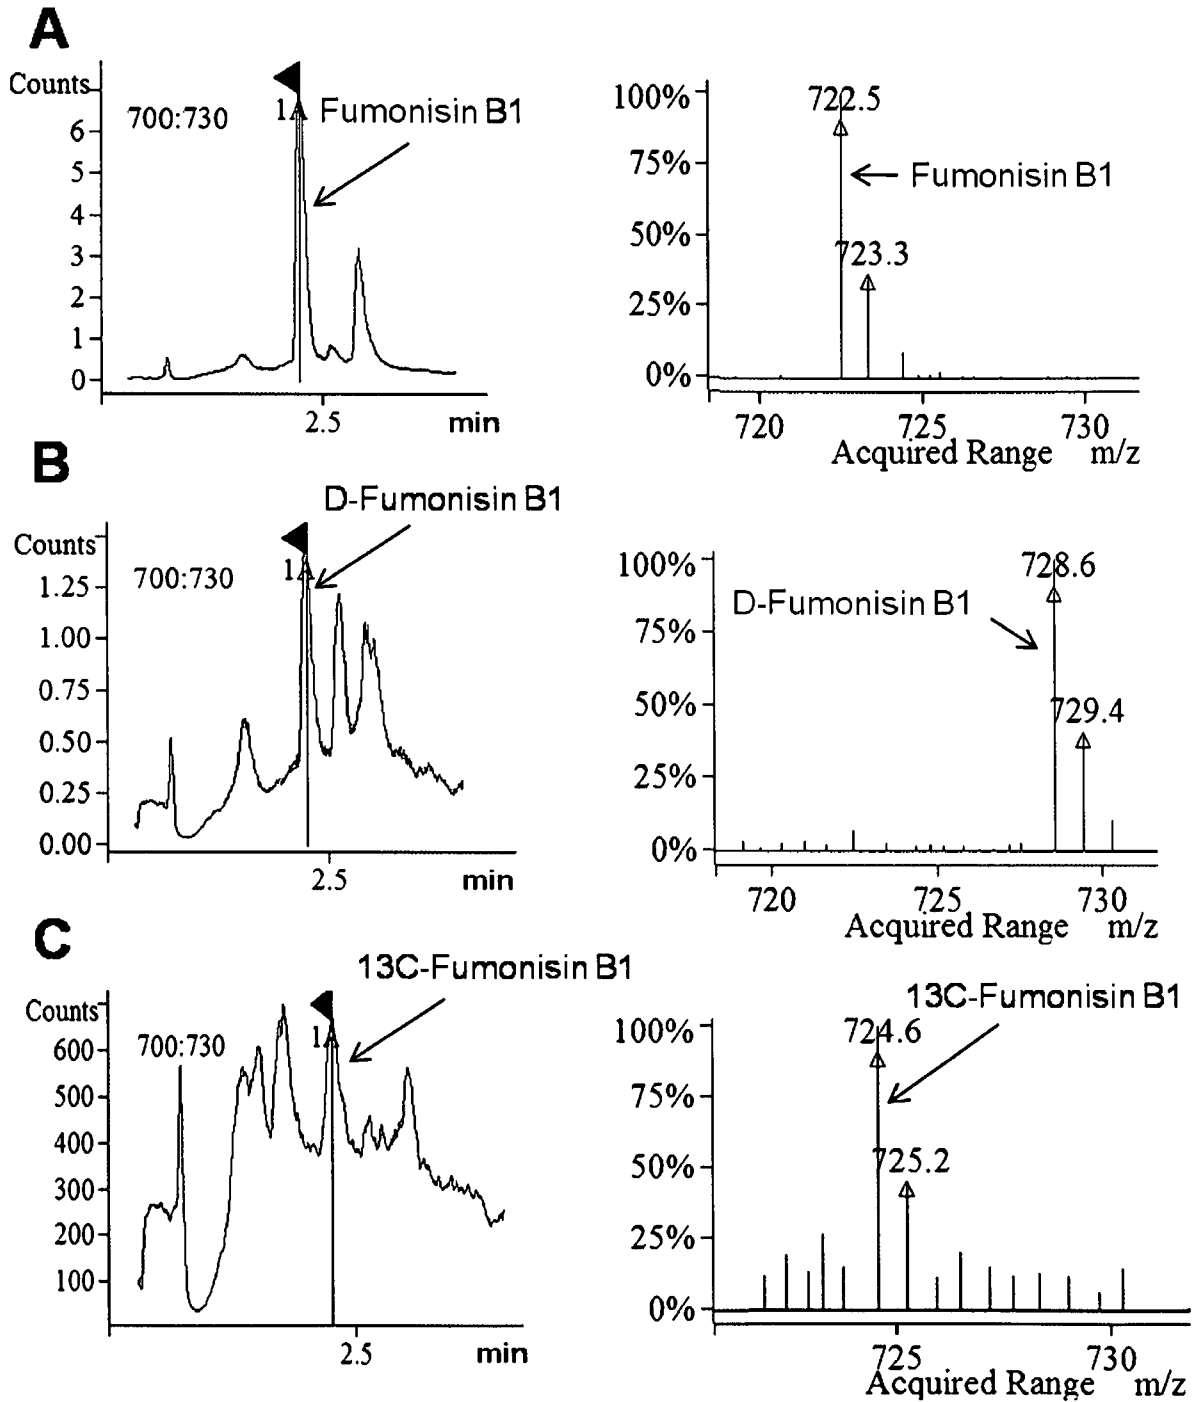 A
Counts
700:730
1A
Fumonisin B1
6
5
4
3
2
1
0
2.5
min
100%
75%
50%
25%
0%
722.5
Fumonisin B1
723.3
720
725
730
Acquired Range
m/z
B
D-Fumonisin B1
Counts
700:730
1A
1.25
1.00
0.75
0.50
0.25
0.00
2.5
min
100%
75%
50%
25%
0%
728.6
D-Fumonisin B1
729.4
720
725
730
Acquired Range
m/z
C
13C-Fumonisin B1
Counts
700:730
1A
600
500
400
300
200
100
2.5
min
13C-Fumonisin B1
100%
75%
50%
25%
0%
724.6
725.2
725
730
Acquired Range
m/z